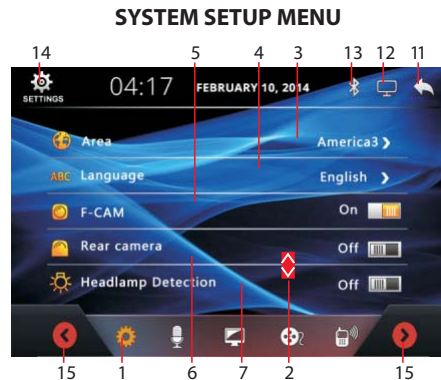 SYSTEM SETUP MENU
14 5 4 3 13 12 11
SETTINGS
04:17 FEBRUARY 10, 2014
Area America3
ABC Language English
F-CAM On
Rear camera Off
Headlamp Detection Off
15 1 6 7 2 15